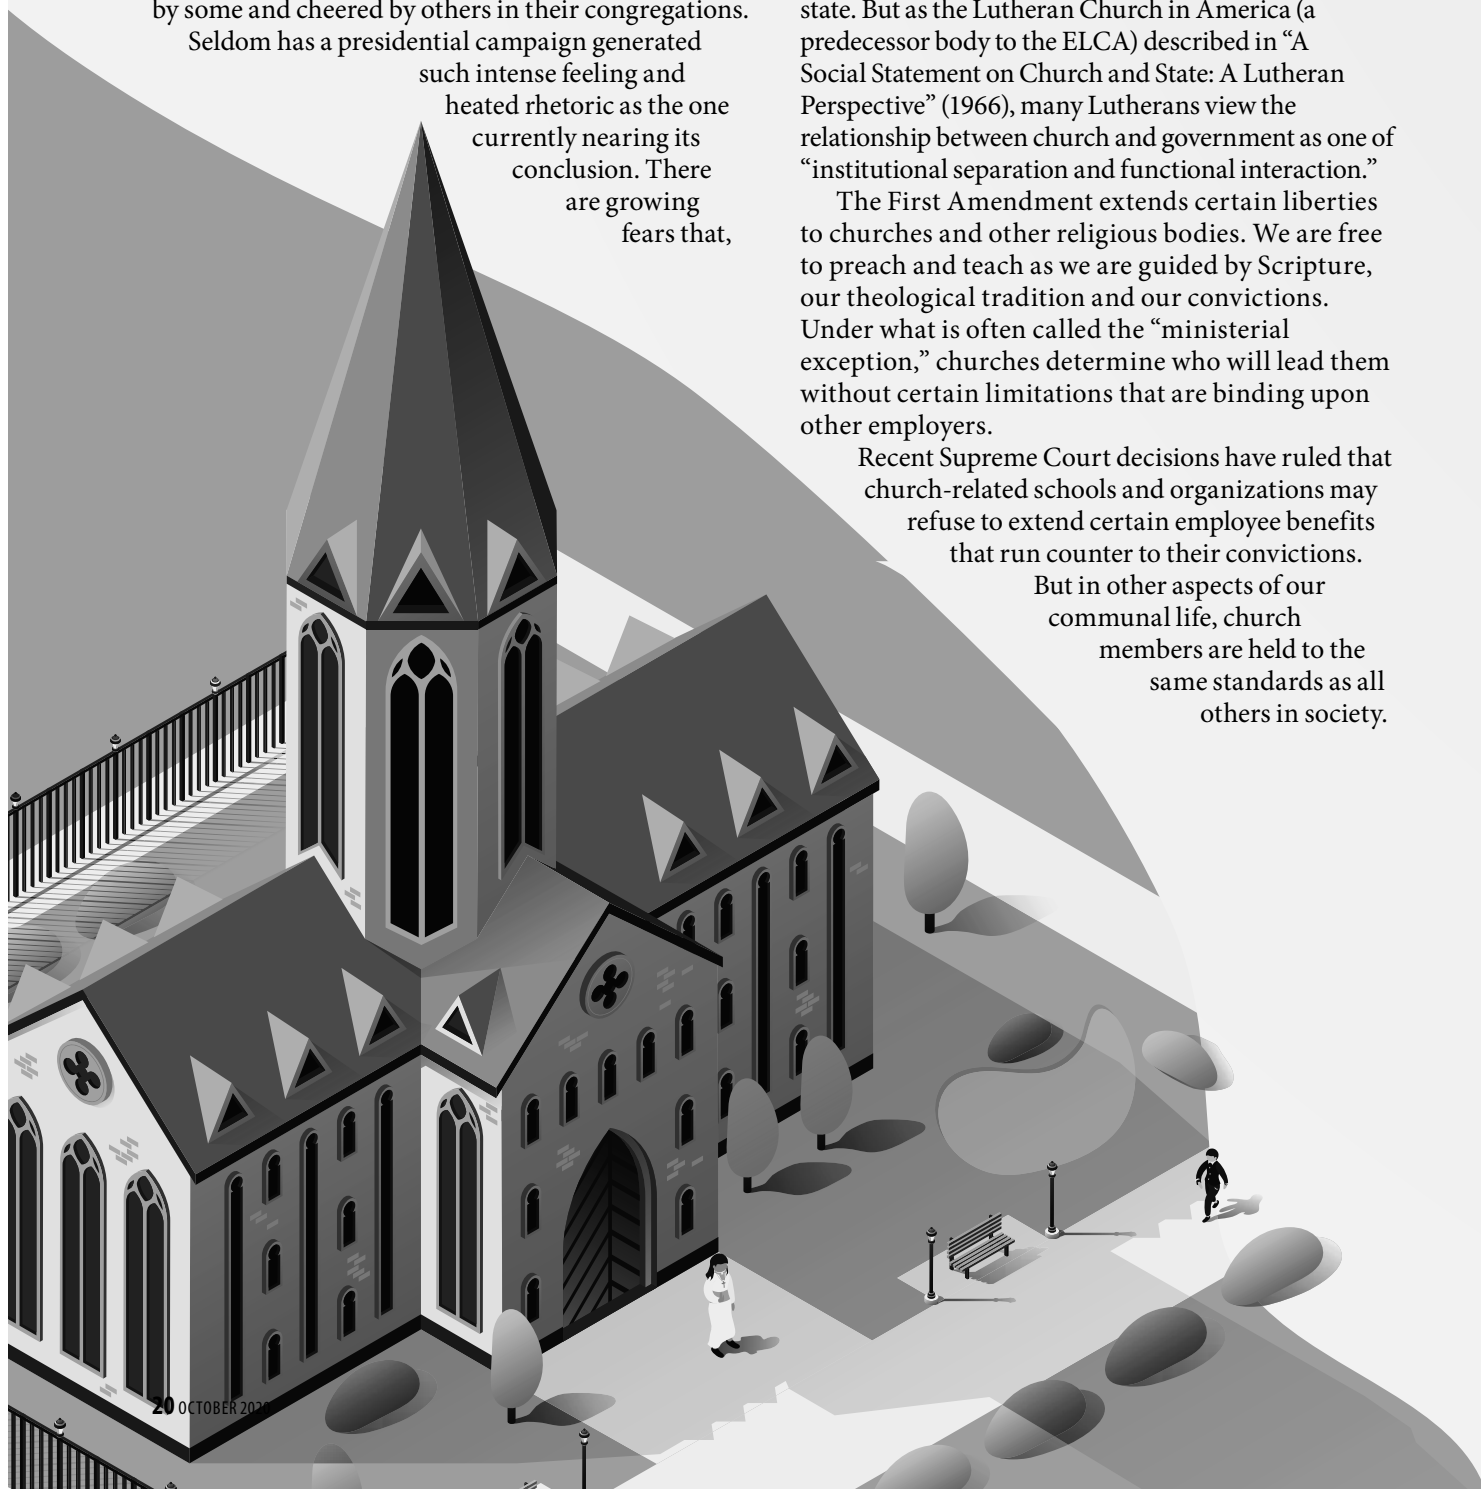 by some and cheered by others in their congregations.
Seldom has a presidential campaign generated
such intense feeling and
heated rhetoric as the one
currently nearing its
conclusion. There
are growing
fears that,
state. But as the Lutheran Church in America (a
predecessor body to the ELCA) described in “A
Social Statement on Church and State: A Lutheran
Perspective” (1966), many Lutherans view the
relationship between church and government as one of
“institutional separation and functional interaction.”
The First Amendment extends certain liberties
to churches and other religious bodies. We are free
to preach and teach as we are guided by Scripture,
our theological tradition and our convictions.
Under what is often called the “ministerial
exception,” churches determine who will lead them
without certain limitations that are binding upon
other employers.
Recent Supreme Court decisions have ruled that
church-related schools and organizations may
refuse to extend certain employee benefits
that run counter to their convictions.
But in other aspects of our
communal life, church
members are held to the
same standards as all
others in society.
20 OCTOBER 2020